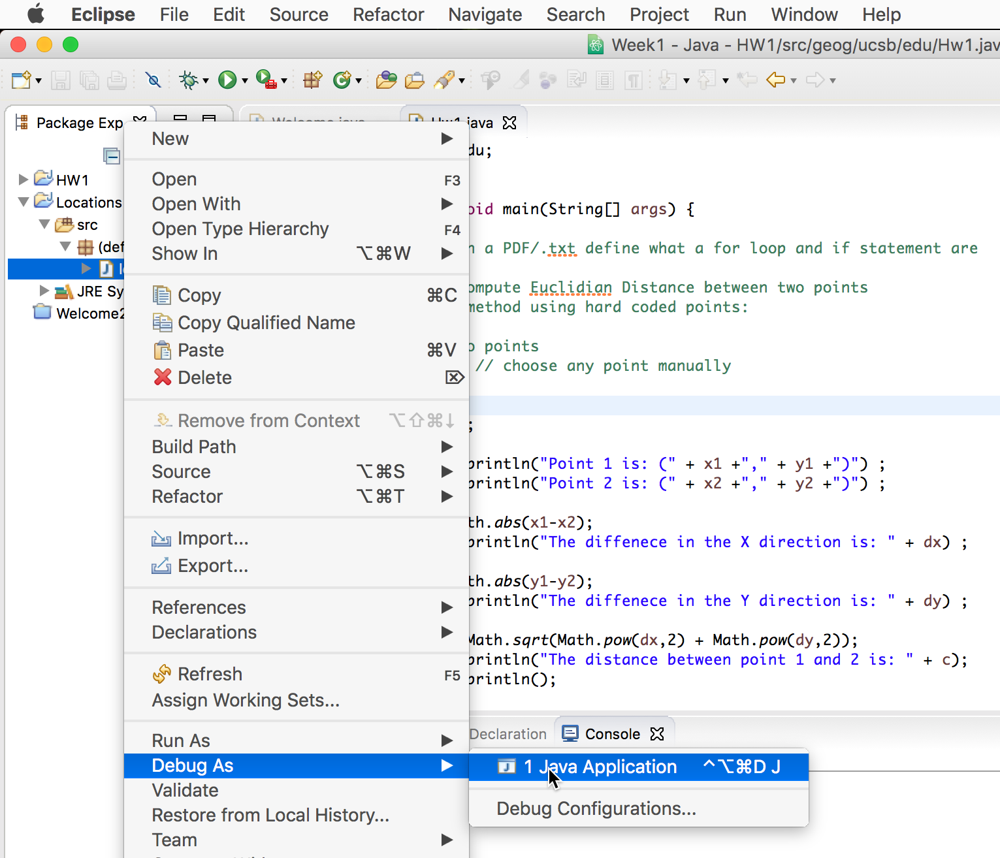 Eclipse File Edit Source Refactor Navigate Search Project Run Window Help
Week1 - Java - HW1/src/geog/ucsb/edu/Hw1.jav
Package Exp
Welcome.java
Hw1.java
HW1
Locations
src
(def
JRE Sy
Welcome2
New
Open F3
Open With
Open Type Hierarchy F4
Show In ⌥⌘W
Copy ⌘C
Copy Qualified Name
Paste ⌘V
Delete ⌦
Remove from Context ⌥⇧⌘↓
Build Path
Source ⌥⌘S
Refactor ⌥⌘T
Import...
Export...
References
Declarations
Refresh F5
Assign Working Sets...
Run As
Debug As
Validate
Restore from Local History...
Team
du;
oid main(String[] args) {
n a PDF/.txt define what a for loop and if statement are
ompute Euclidian Distance between two points
method using hard coded points:
o points
// choose any point manually
;
println("Point 1 is: (" + x1 +"," + y1 +")") ;
println("Point 2 is: (" + x2 +"," + y2 +")") ;
th.abs(x1-x2);
println("The diffenece in the X direction is: " + dx) ;
th.abs(y1-y2);
println("The diffenece in the Y direction is: " + dy) ;
Math.sqrt(Math.pow(dx,2) + Math.pow(dy,2));
println("The distance between point 1 and 2 is: " + c);
println();
Declaration
Console
1 Java Application ^⌥⌘D J
Debug Configurations...